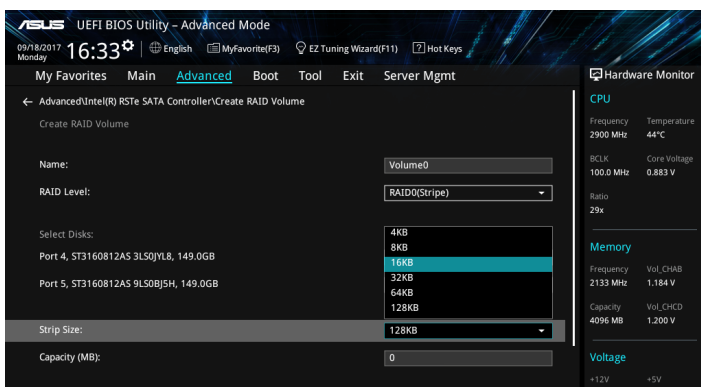 ASUS UEFI BIOS Utility – Advanced Mode
09/18/2017 Monday 16:33 English MyFavorite(F3) EZ Tuning Wizard(F11) ? Hot Keys
My Favorites Main Advanced Boot Tool Exit Server Mgmt
← Advanced\Intel(R) RSTe SATA Controller\Create RAID Volume
Create RAID Volume
Name: Volume0
RAID Level: RAID0(Stripe)
Select Disks:
Port 4, ST3160812AS 3LS0JYL8, 149.0GB
Port 5, ST3160812AS 9LS0BJ5H, 149.0GB
4KB
8KB
16KB
32KB
64KB
128KB
Strip Size: 128KB
Capacity (MB): 0
Hardware Monitor
CPU
Frequency Temperature
2900 MHz 44°C
BCLK Core Voltage
100.0 MHz 0.883 V
Ratio
29x
Memory
Frequency Vol_CHAB
2133 MHz 1.184 V
Capacity Vol_CHCD
4096 MB 1.200 V
Voltage
+12V +5V